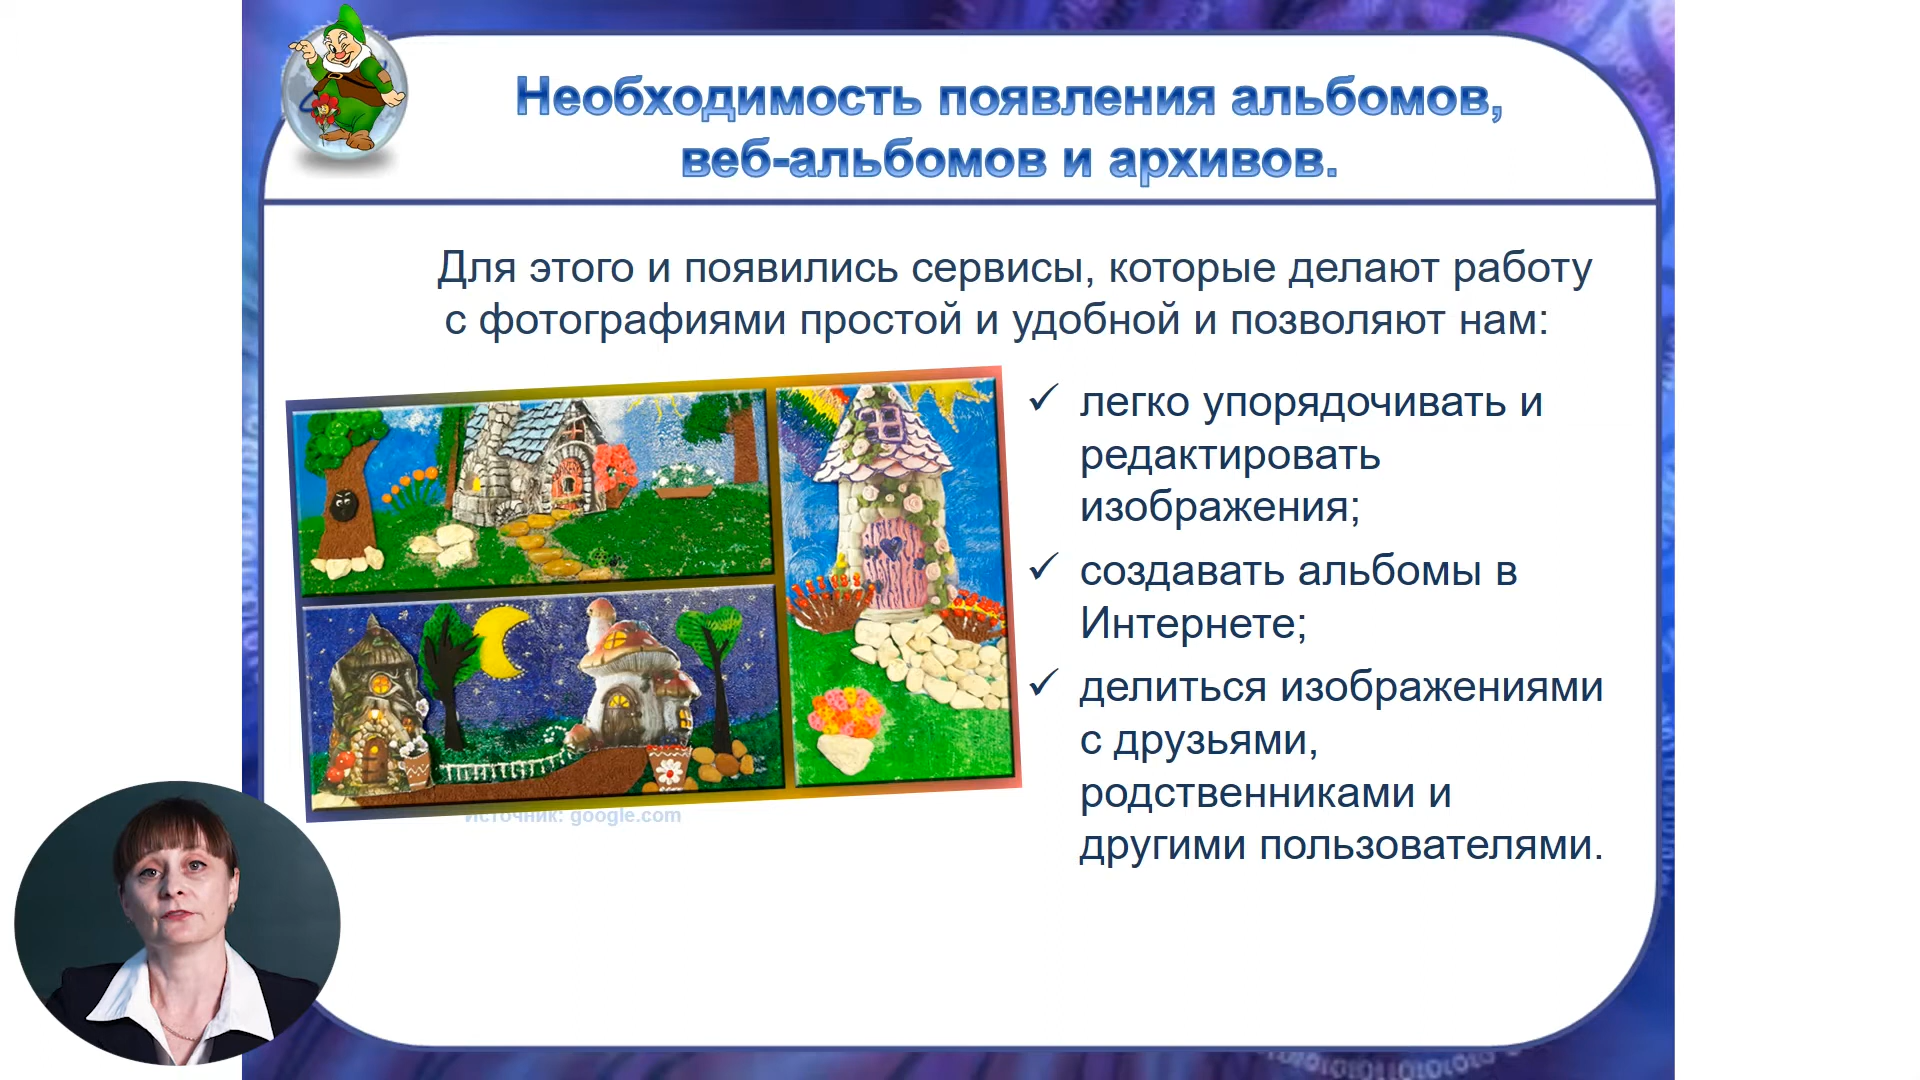 Необходимость появления альбомов,
веб-альбомов и архивов.
Для этого и появились сервисы, которые делают работу
с фотографиями простой и удобной и позволяют нам:
легко упорядочивать и
редактировать
изображения;
создавать альбомы в
Интернете;
делиться изображениями
с друзьями,
родственниками и
другими пользователями.
Источник: google.com